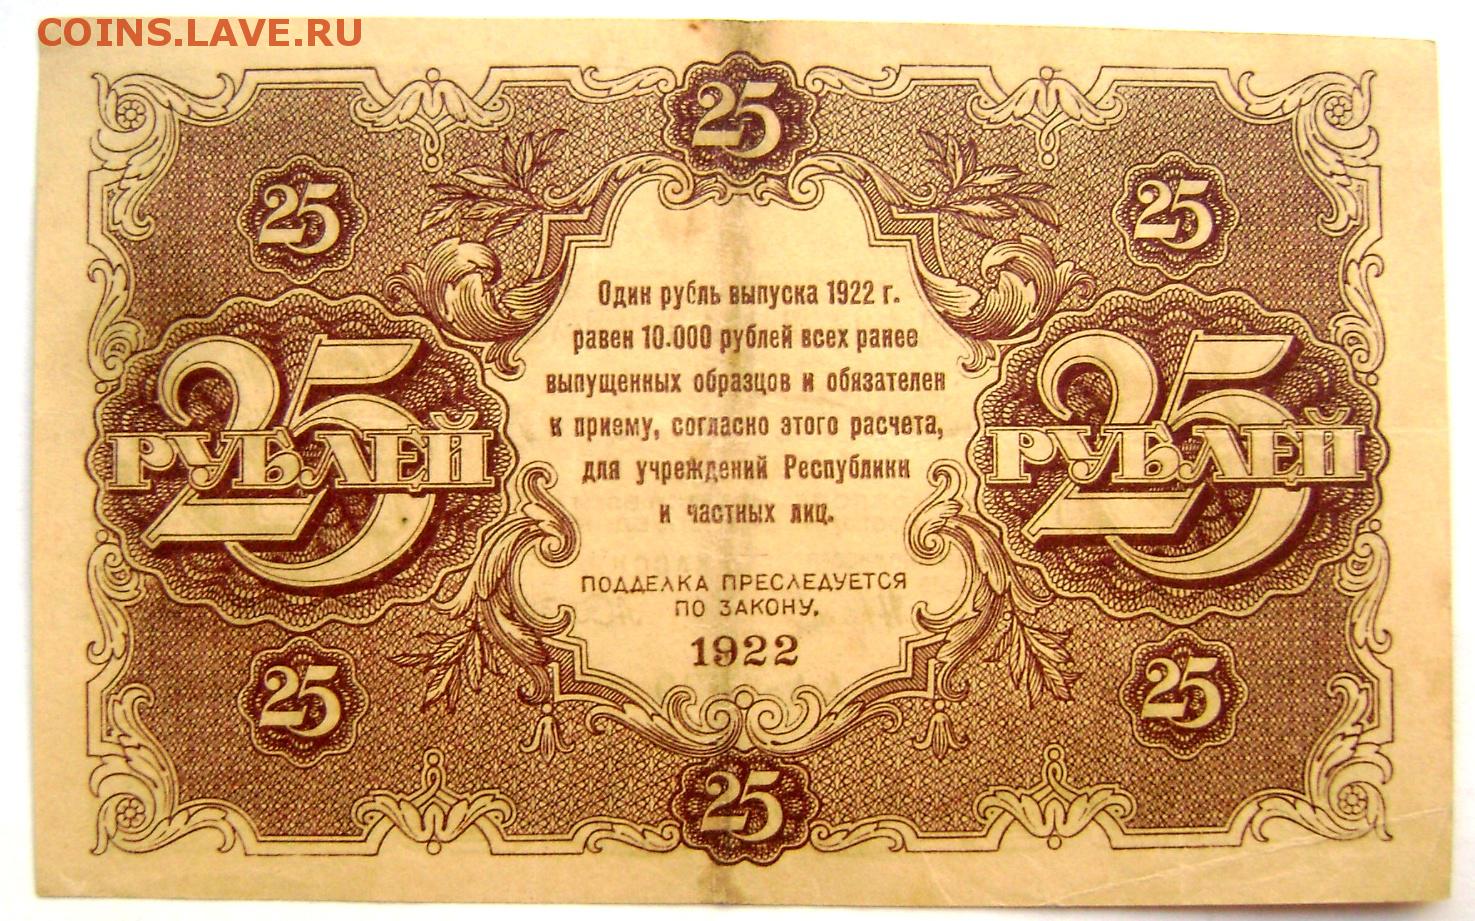 COINS.LAVE.RU
25
25 25
Один рубль выпуска 1922 г.
равен 10.000 рублей всех ранее
выпущенных образцов и обязателен
к приему, согласно этого расчета,
для учреждений Республики
и частных лиц.
25 РУБЛЕЙ
25 РУБЛЕЙ
ПОДДЕЛКА ПРЕСЛЕДУЕТСЯ
ПО ЗАКОНУ.
1922
25 25
25